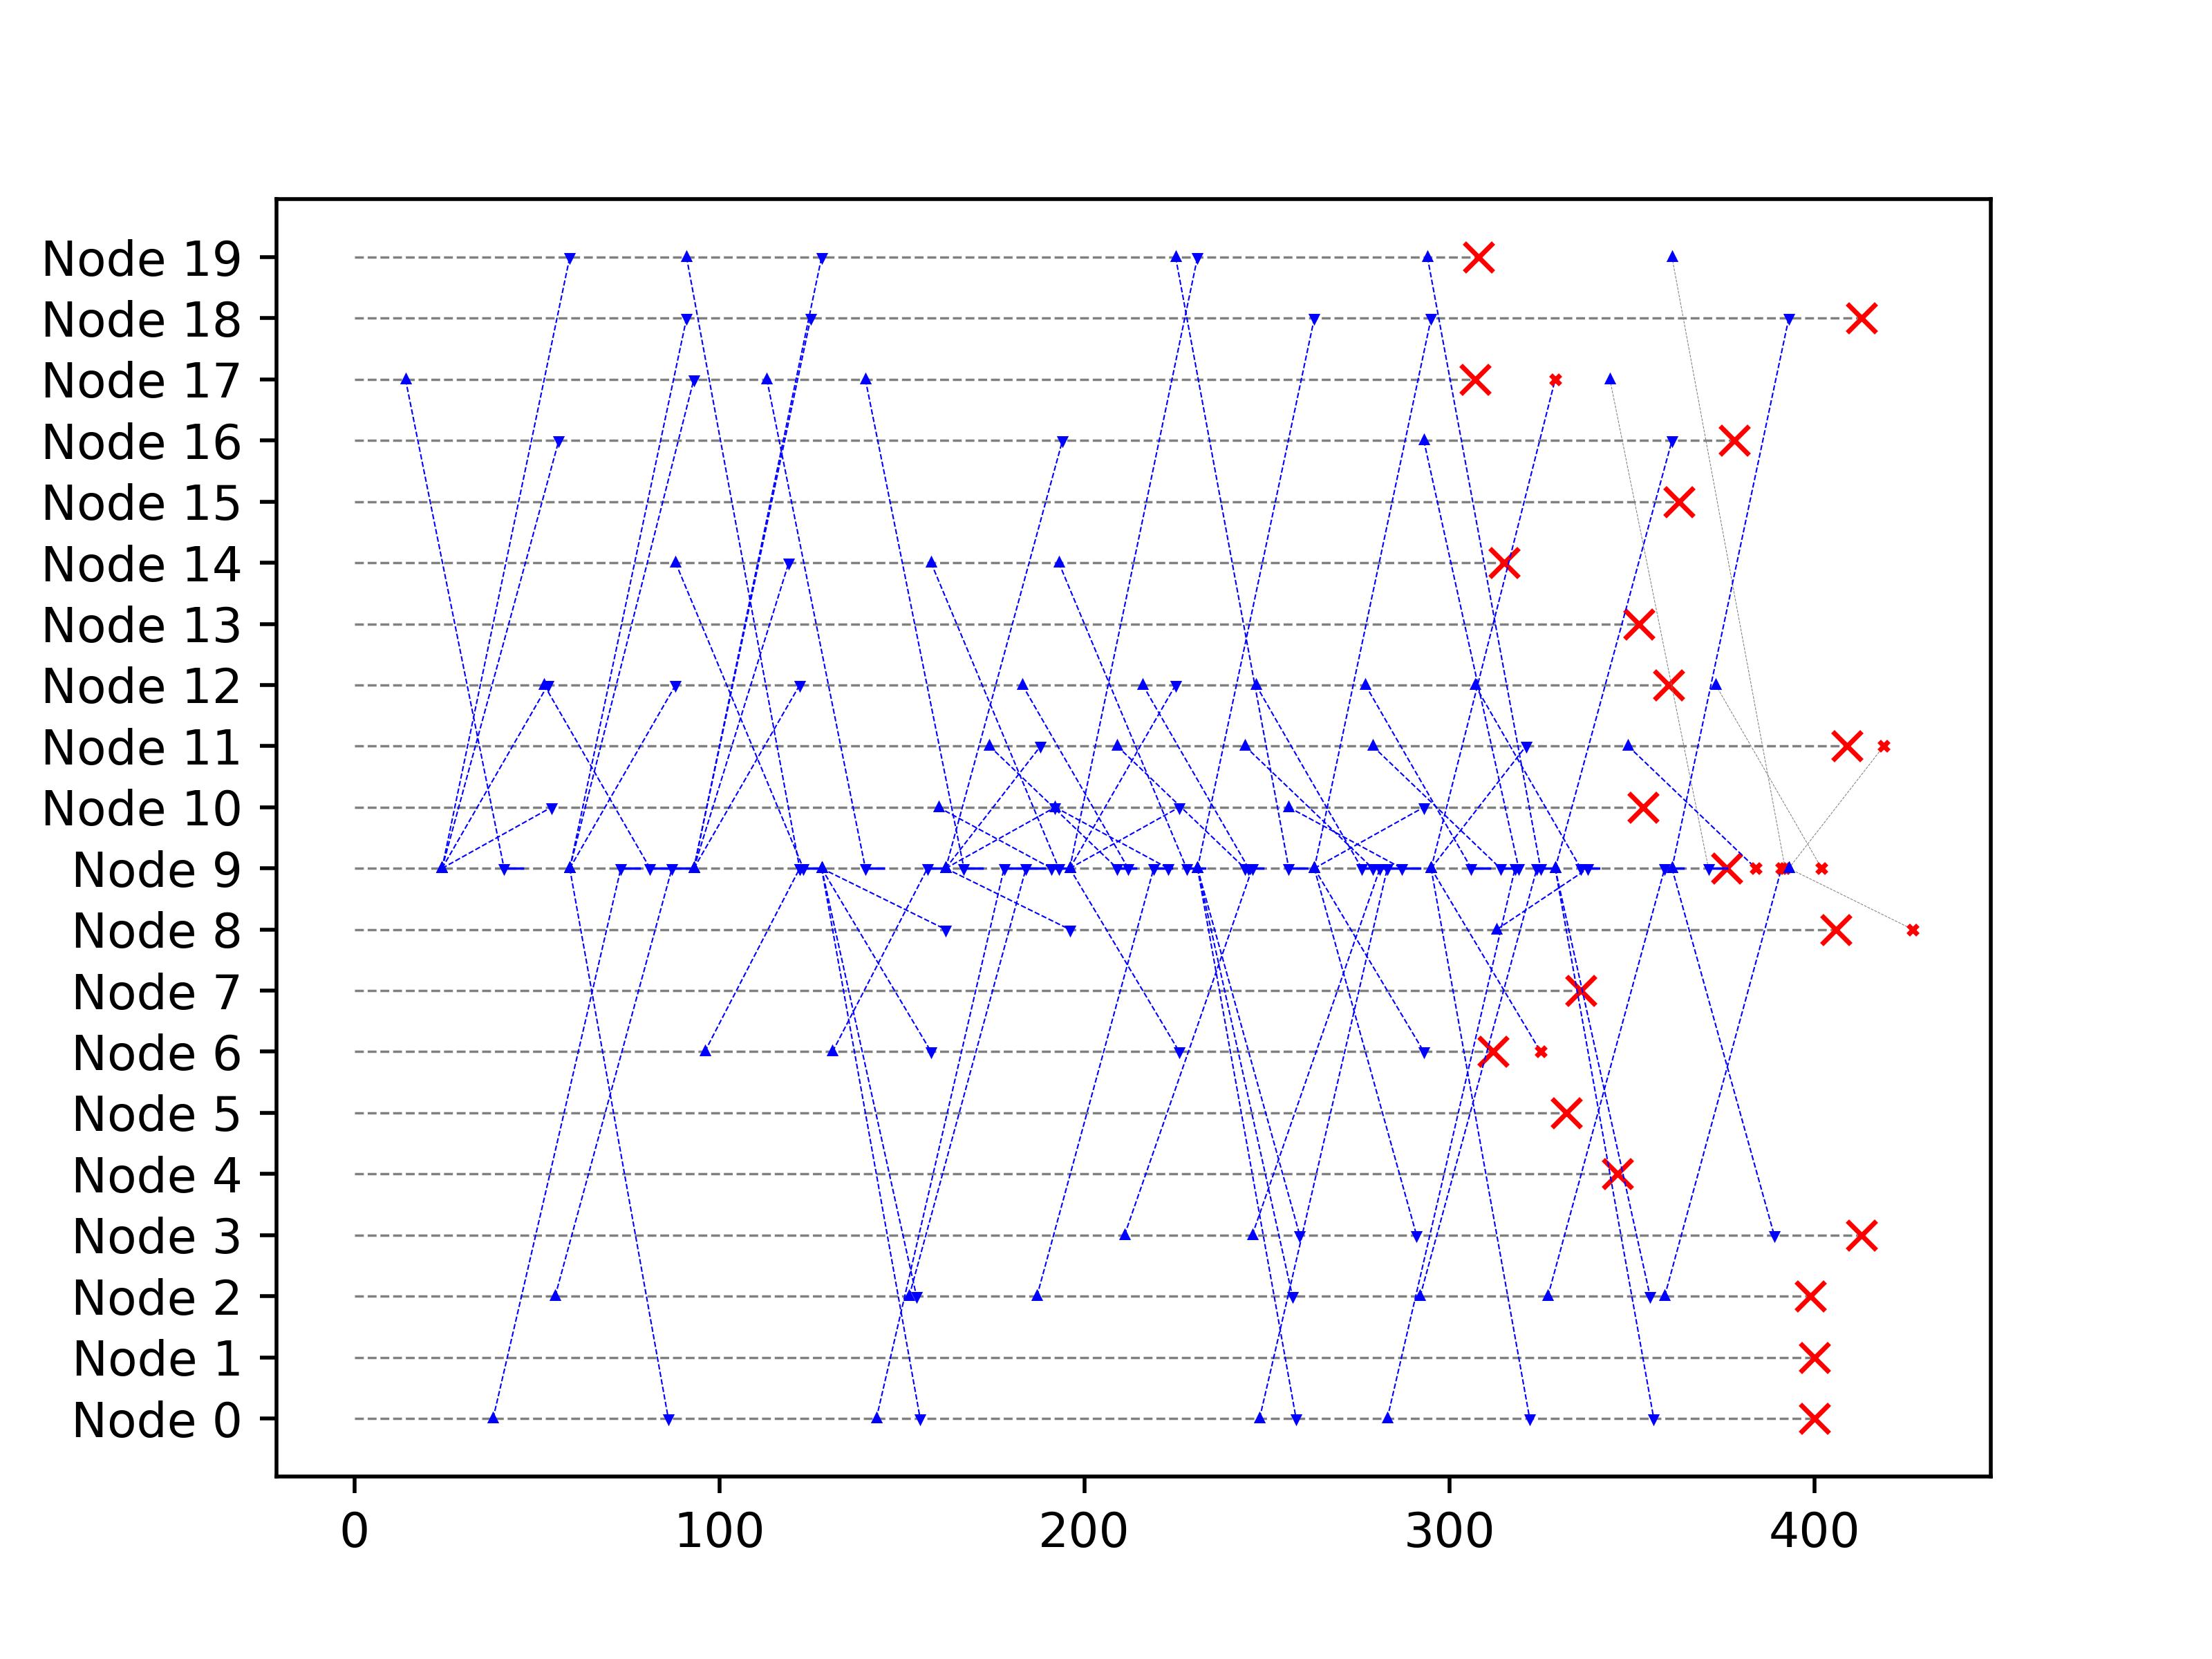 Node 19
Node 18
Node 17
Node 16
Node 15
Node 14
Node 13
Node 12
Node 11
Node 10
Node 9
Node 8
Node 7
Node 6
Node 5
Node 4
Node 3
Node 2
Node 1
Node 0
0 100 200 300 400